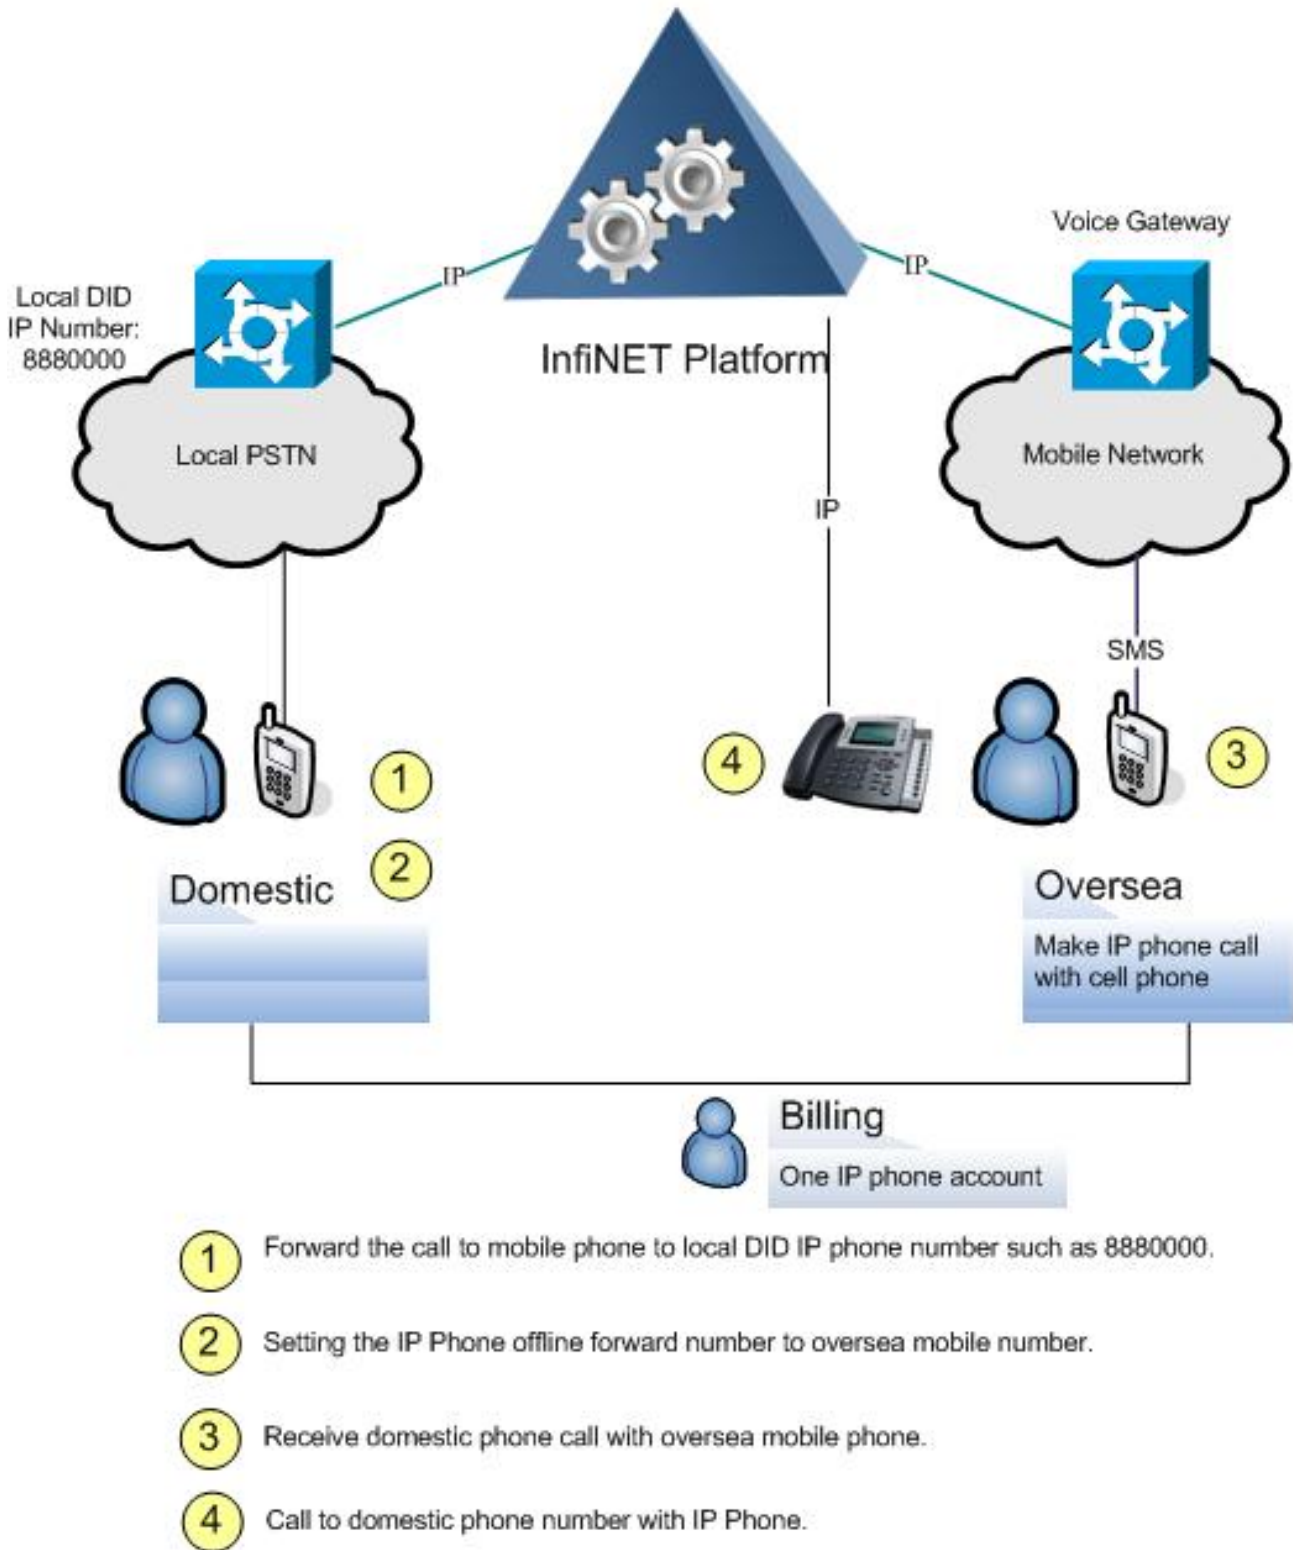 IP
IP
Voice Gateway
Local DID
IP Number:
8880000
InfiNET Platform
Local PSTN
Mobile Network
IP
SMS
4
3
1
2
Domestic
Oversea
Make IP phone call
with cell phone
Billing
One IP phone account
1 Forward the call to mobile phone to local DID IP phone number such as 8880000.
2 Setting the IP Phone offline forward number to oversea mobile number.
3 Receive domestic phone call with oversea mobile phone.
4 Call to domestic phone number with IP Phone.